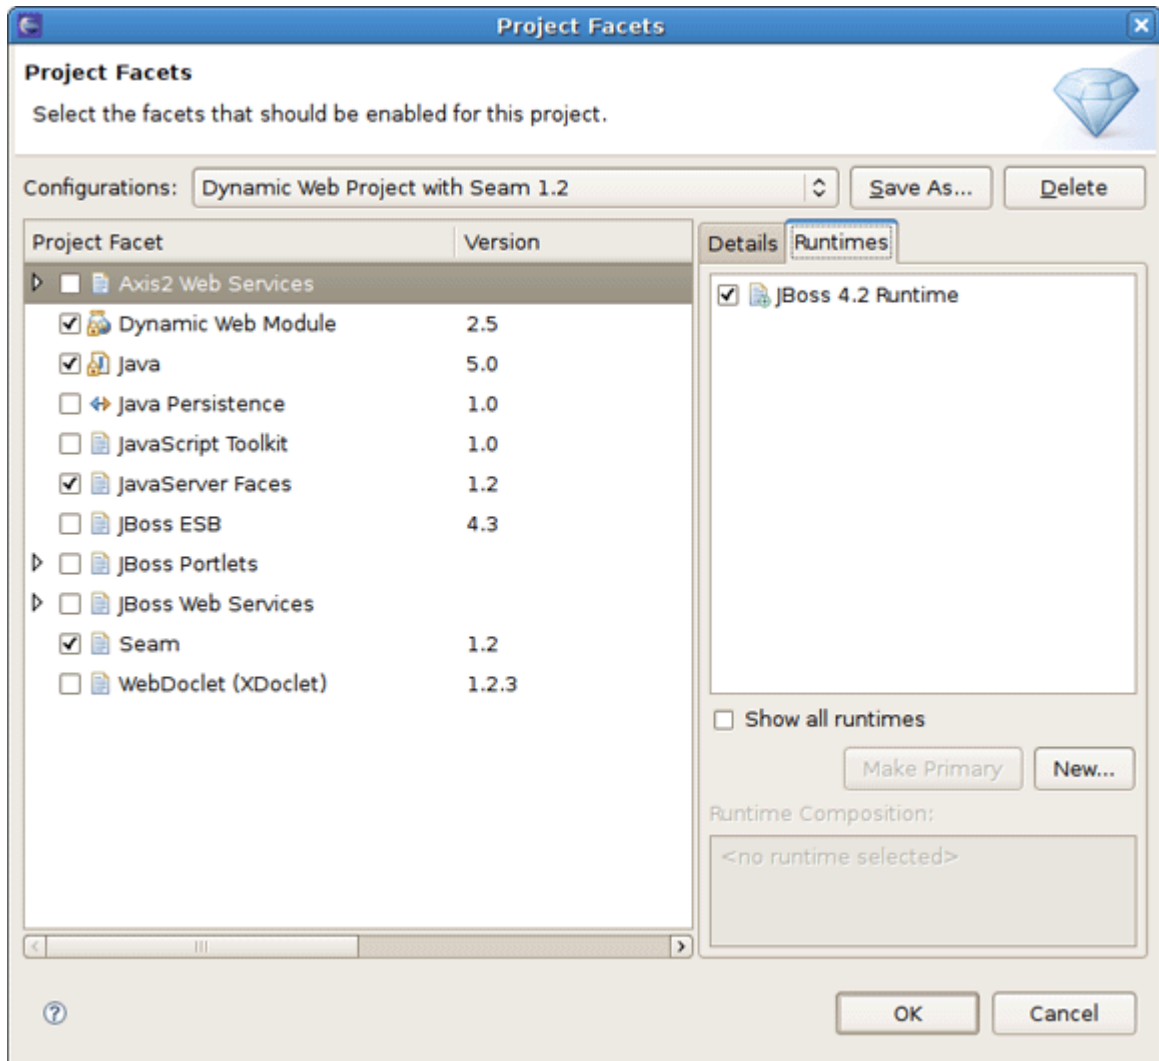 Project Facets
Project Facets
Select the facets that should be enabled for this project.
Configurations: Dynamic Web Project with Seam 1.2 Save As... Delete
Project Facet Version
Details Runtimes
Axis2 Web Services
Dynamic Web Module 2.5
Java 5.0
Java Persistence 1.0
JavaScript Toolkit 1.0
JavaServer Faces 1.2
JBoss ESB 4.3
JBoss Portlets
JBoss Web Services
Seam 1.2
WebDoclet (XDoclet) 1.2.3
JBoss 4.2 Runtime
Show all runtimes
Make Primary New...
Runtime Composition:
<no runtime selected>
OK Cancel